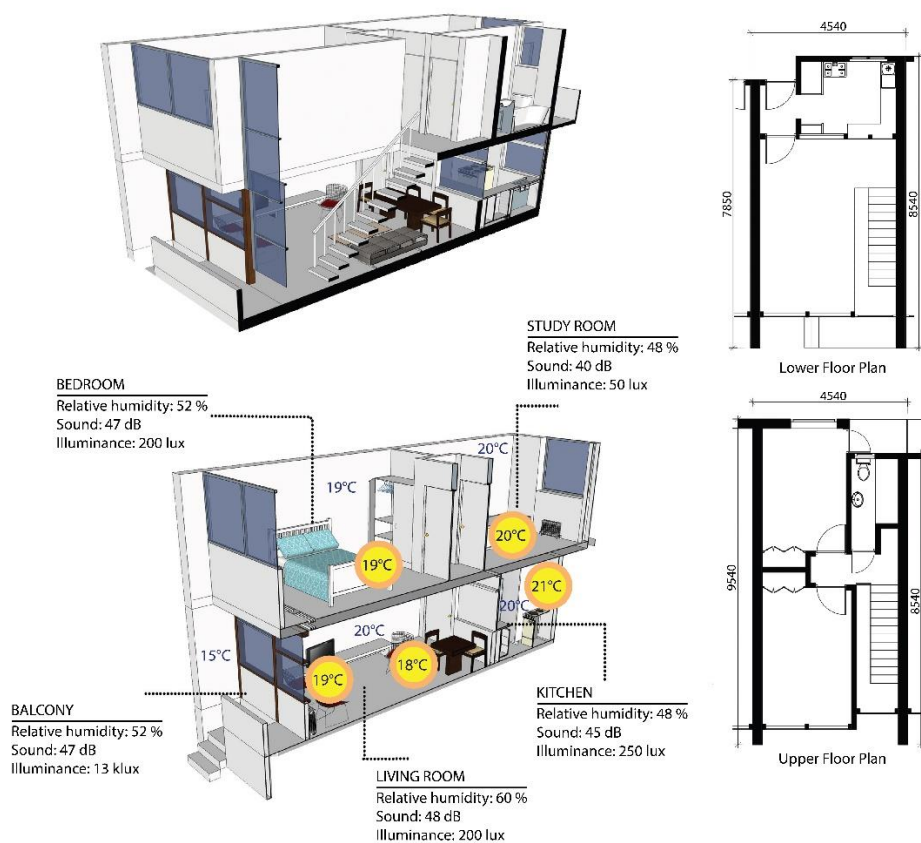 4540
7850
8540
Lower Floor Plan
STUDY ROOM
Relative humidity: 48 %
Sound: 40 dB
Illuminance: 50 lux
BEDROOM
Relative humidity: 52 %
Sound: 47 dB
Illuminance: 200 lux
20°C
19°C
20°C
19°C
21°C
20°C
20°C
15°C
18°C
19°C
BALCONY
Relative humidity: 52 %
Sound: 47 dB
Illuminance: 13 klux
KITCHEN
Relative humidity: 48 %
Sound: 45 dB
Illuminance: 250 lux
LIVING ROOM
Relative humidity: 60 %
Sound: 48 dB
Illuminance: 200 lux
4540
9540
8540
Upper Floor Plan